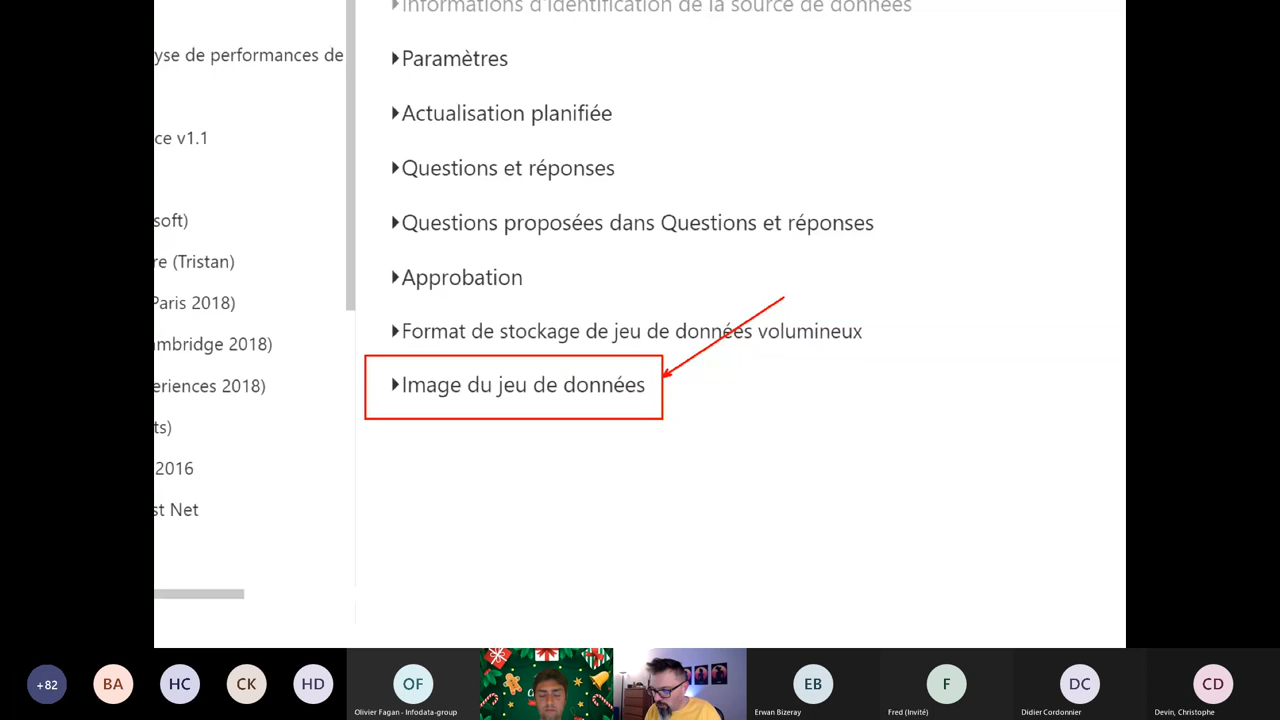 Informations d'identification de la source de données
Paramètres
Actualisation planifiée
Questions et réponses
Questions proposées dans Questions et réponses
Approbation
Format de stockage de jeu de données volumineux
Image du jeu de données
yse de performances de
ce v1.1
soft)
re (Tristan)
Paris 2018)
ambridge 2018)
eriences 2018)
ts)
2016
st Net
+82
BA
HC
CK
HD
OF
EB
F
DC
CD
Olivier Fagan - Infodata-group
Erwan Bizeray
Fred (Invité)
Didier Cordonnier
Devin, Christophe